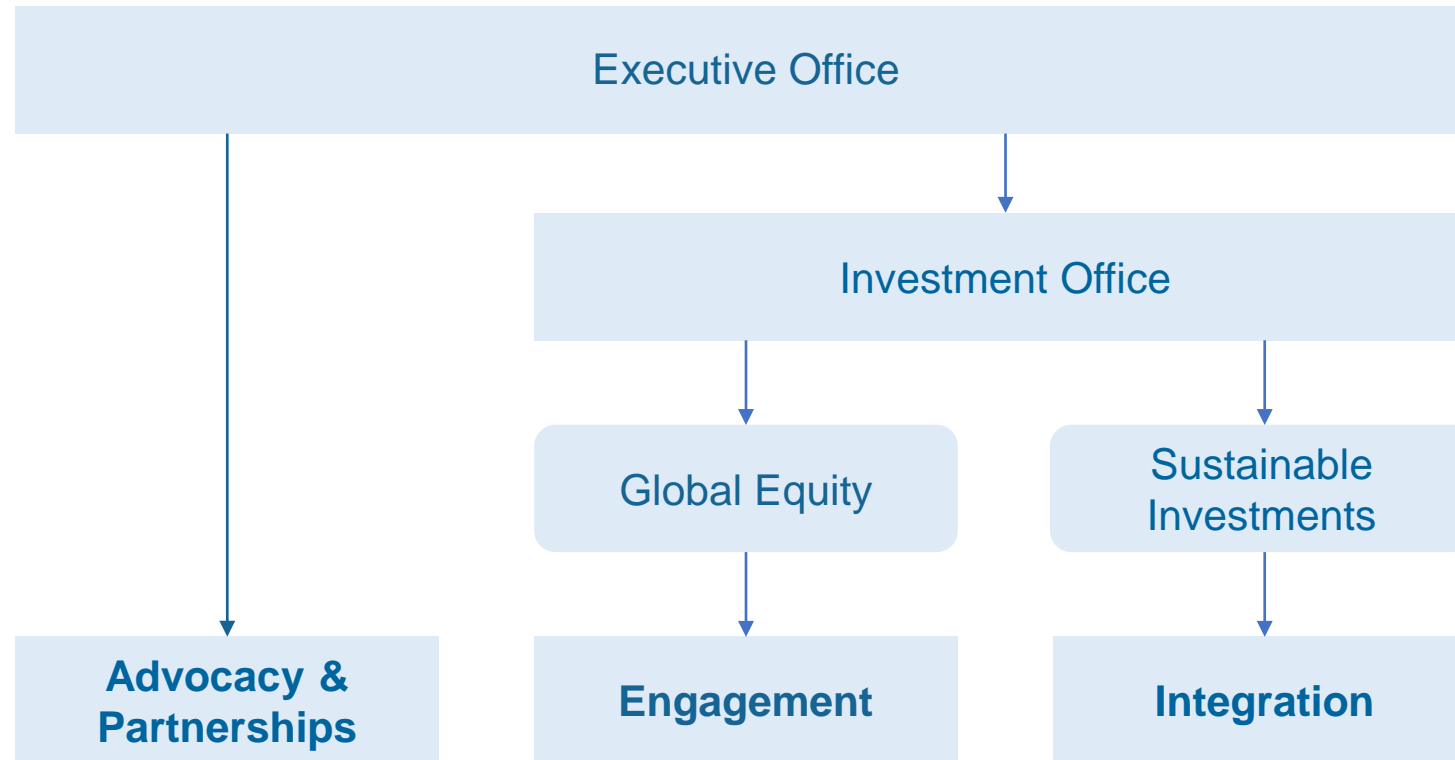 Executive Office
Investment Office
Global Equity
Sustainable
Investments
Advocacy &
Partnerships
Engagement
Integration